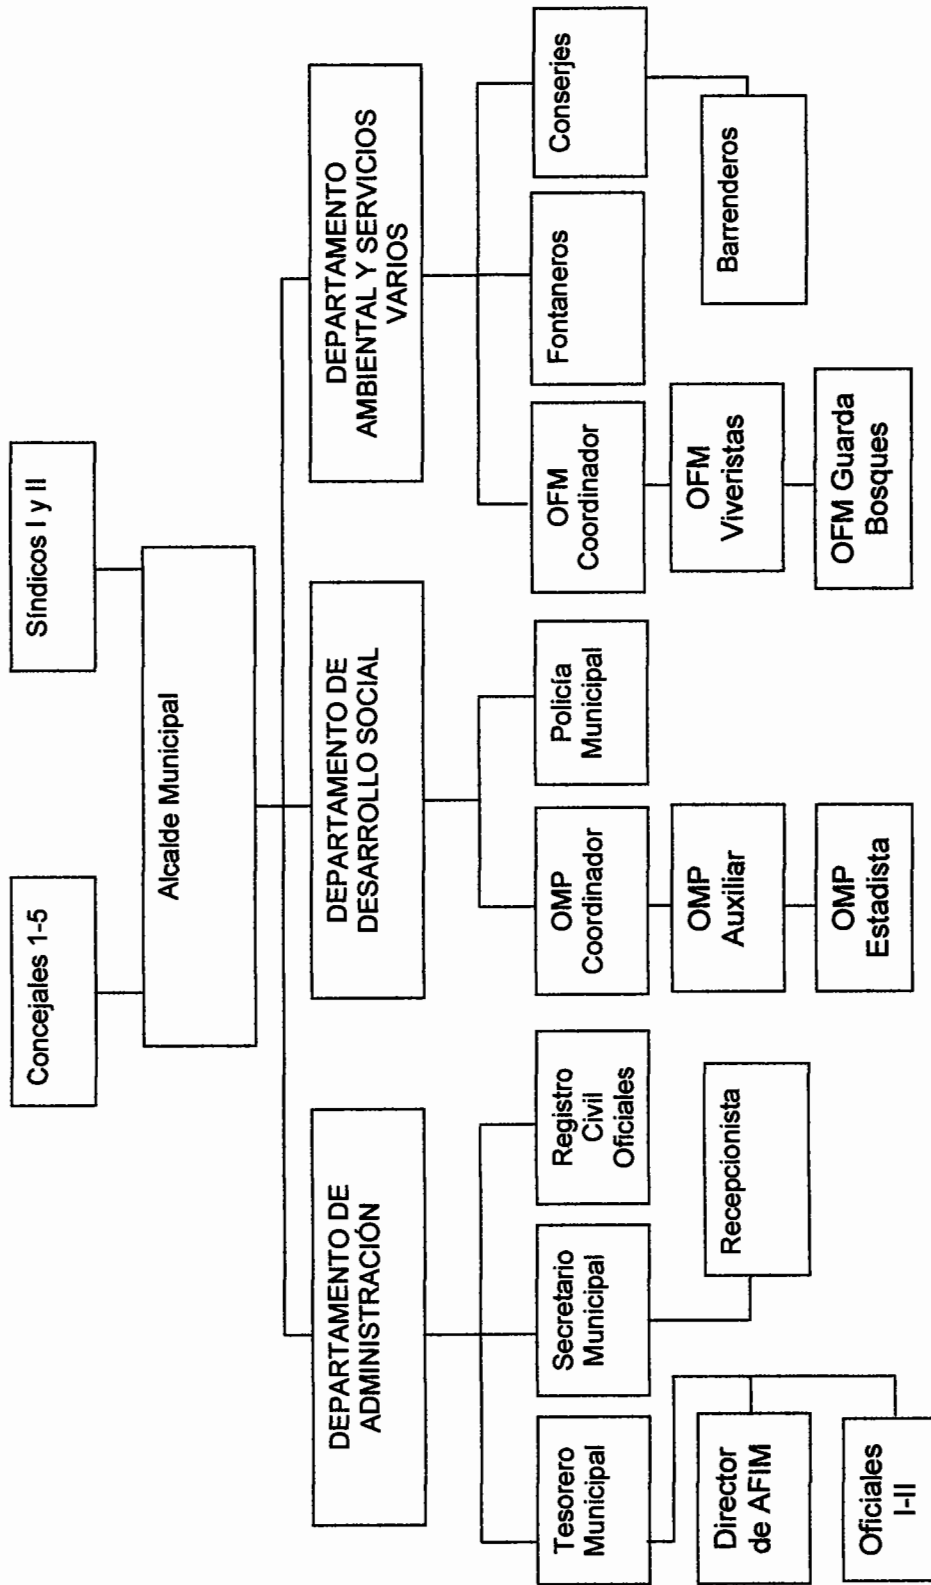 Concejales 1-5
Síndicos I y II
Alcalde Municipal
DEPARTAMENTO DE
ADMINISTRACIÓN
DEPARTAMENTO DE
DESARROLLO SOCIAL
DEPARTAMENTO
AMBIENTAL Y SERVICIOS
VARIOS
Tesorero
Municipal
Secretario
Municipal
Registro
Civil
Oficiales
OMP
Coordinador
Policía
Municipal
OFM
Coordinador
Fontaneros
Conserjes
Director
de AFIM
Recepcionista
OMP
Auxiliar
OFM
Viveristas
Barrenderos
Oficiales
I-II
OMP
Estadista
OFM Guarda
Bosques